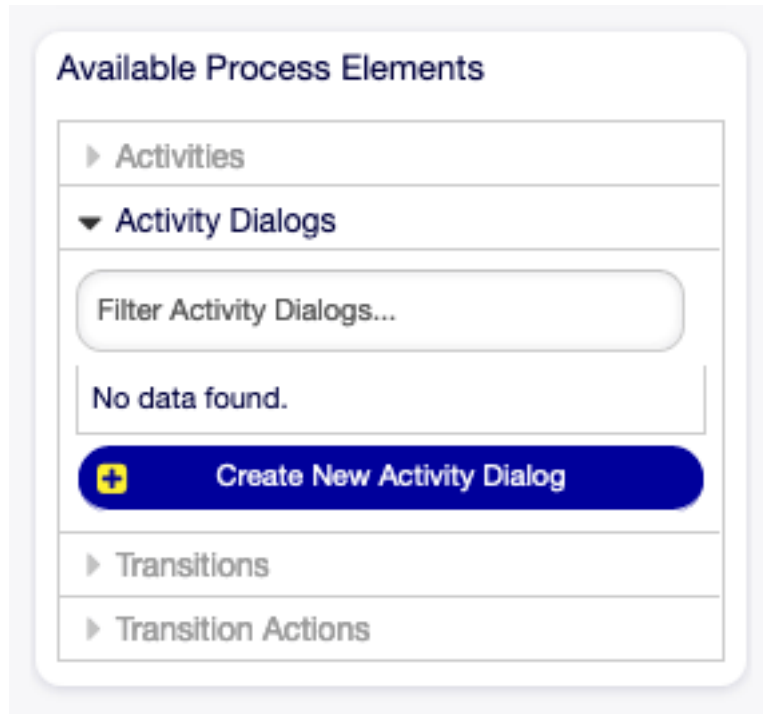 Available Process Elements
Activities
Activity Dialogs
Filter Activity Dialogs...
No data found.
Create New Activity Dialog
Transitions
Transition Actions